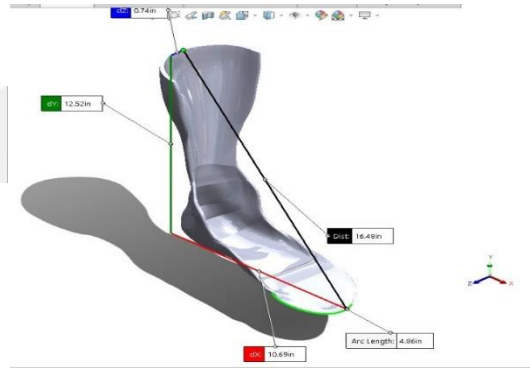 dZ: 0.74in
dY: 12.52in
Dist: 16.48in
Arc Length: 4.86in
dX: 10.69in
Y
Z
X